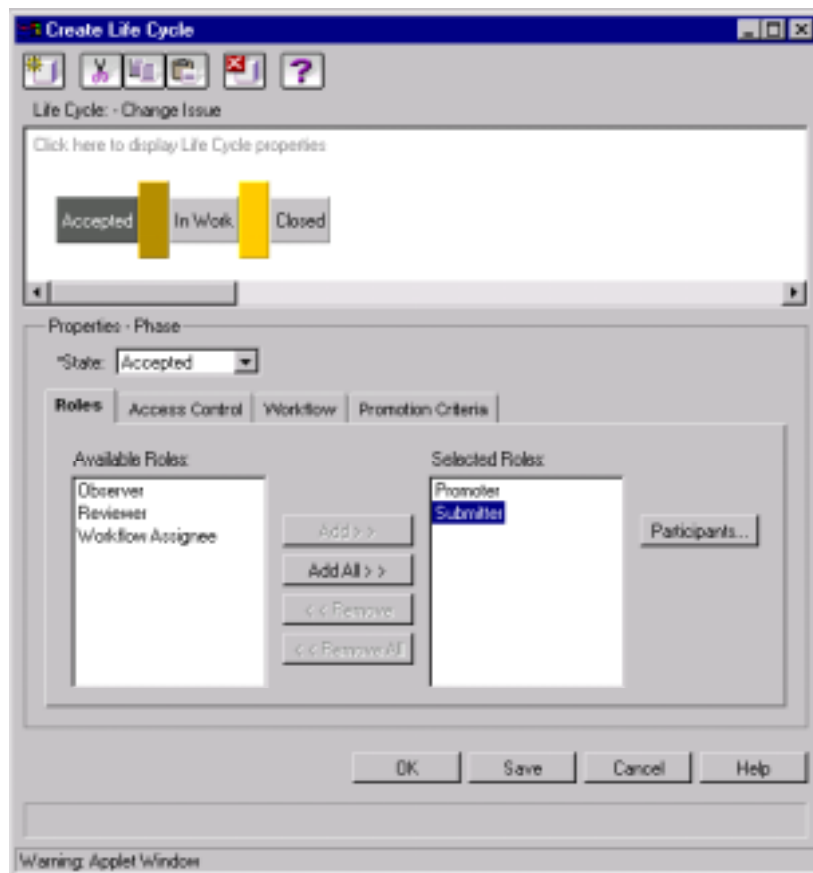 Create Life Cycle
?
Life Cycle: - Change Issue
Click here to display Life Cycle properties
Accepted In Work Closed
Properties - Phase
*State: Accepted
Roles Access Control Workflow Promotion Criteria
Available Roles: Selected Roles:
Observer
Reviewer
Workflow Assignee
Add > >
Add All > >
< < Remove
< < Remove All
Promoter
Submitter
Participants...
OK Save Cancel Help
Warning: Applet Window